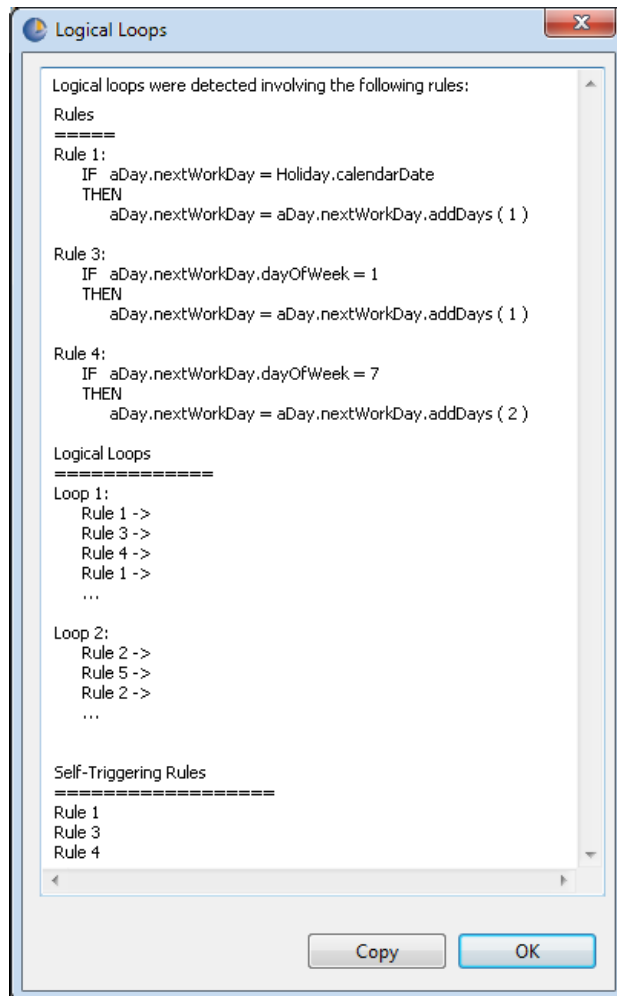 Logical Loops
Logical loops were detected involving the following rules:
Rules
=====
Rule 1:
IF aDay.nextWorkDay = Holiday.calendarDate
THEN
aDay.nextWorkDay = aDay.nextWorkDay.addDays ( 1 )
Rule 3:
IF aDay.nextWorkDay.dayOfWeek = 1
THEN
aDay.nextWorkDay = aDay.nextWorkDay.addDays ( 1 )
Rule 4:
IF aDay.nextWorkDay.dayOfWeek = 7
THEN
aDay.nextWorkDay = aDay.nextWorkDay.addDays ( 2 )
Logical Loops
=============
Loop 1:
Rule 1 ->
Rule 3 ->
Rule 4 ->
Rule 1 ->
...
Loop 2:
Rule 2 ->
Rule 5 ->
Rule 2 ->
...
Self-Triggering Rules
==================
Rule 1
Rule 3
Rule 4
Copy OK